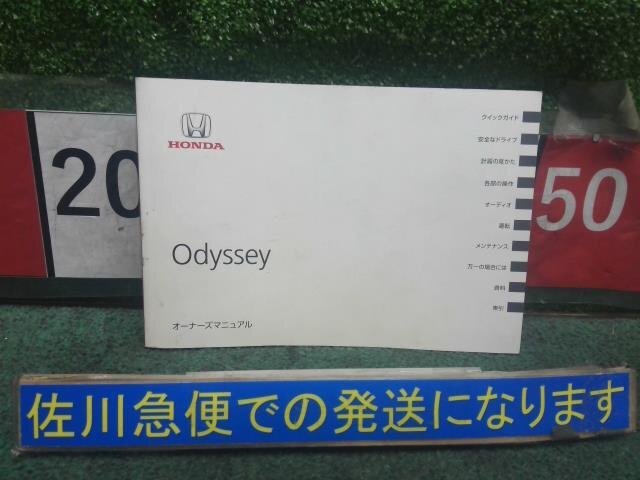 HONDA
Odyssey
オーナーズマニュアル
クイックガイド
安全なドライブ
計器の見かた
各部の操作
オーディオ
運転
メンテナンス
万一の場合には
資料
索引
20
50
佐川急便での発送になります